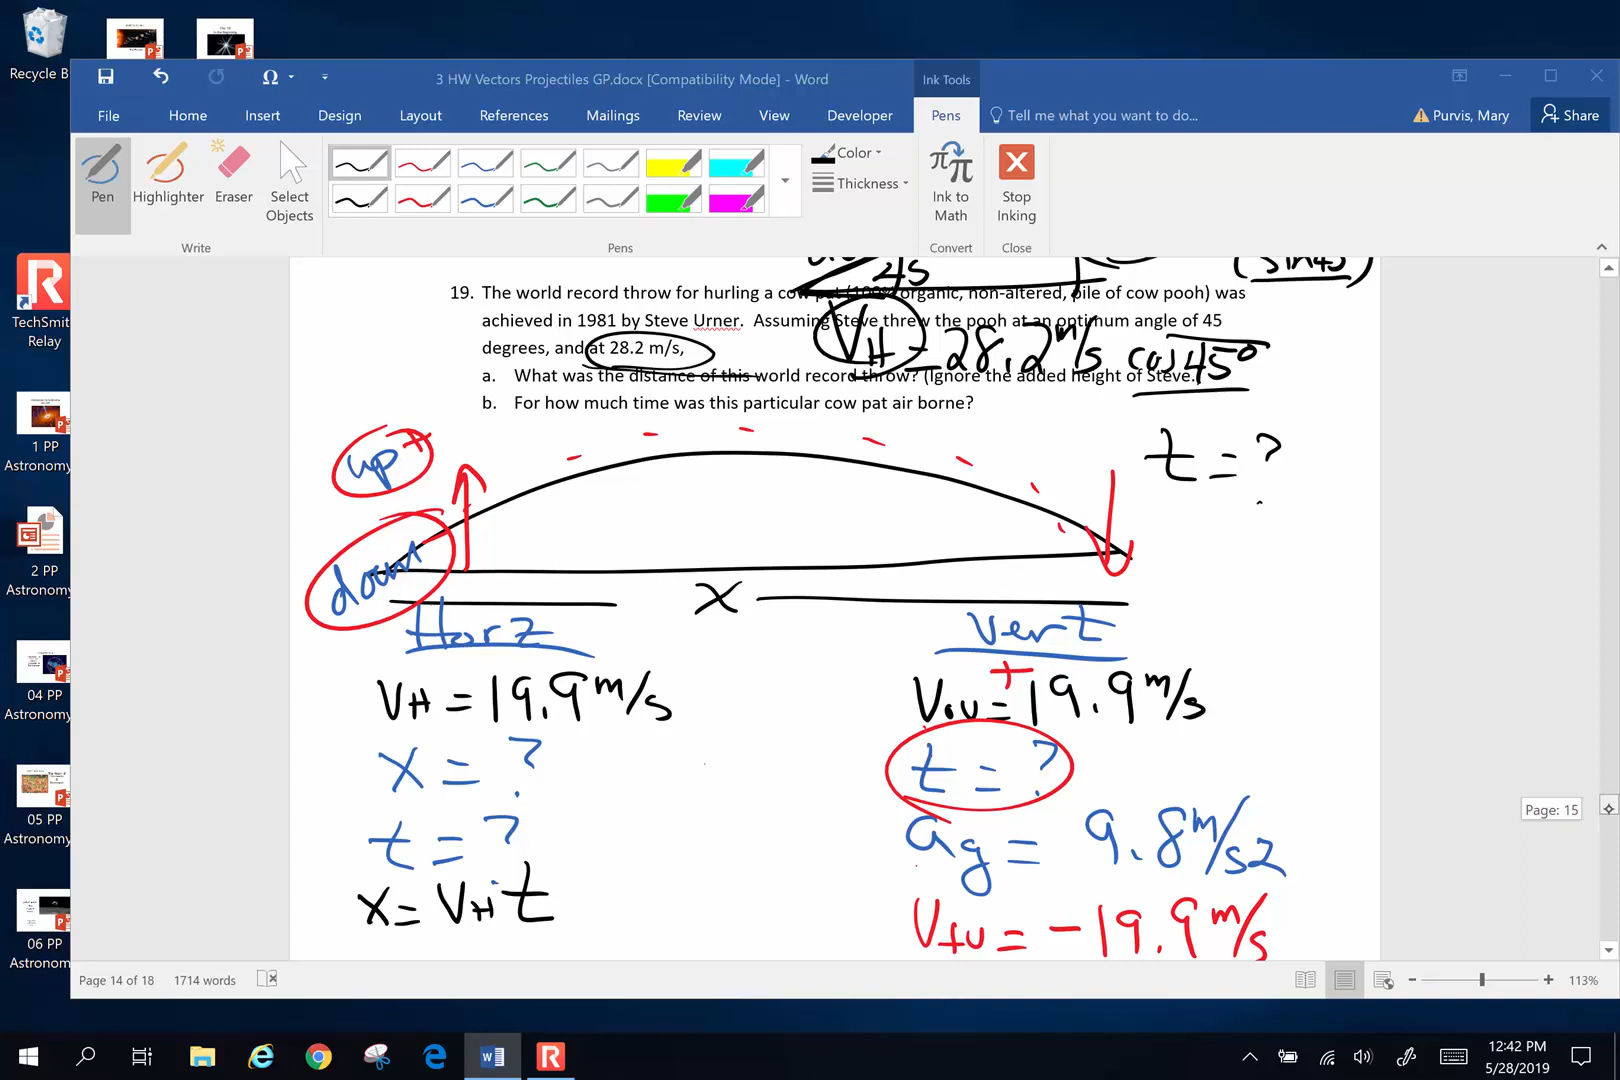 Recycle B
3 HW Vectors Projectiles GP.docx [Compatibility Mode] - Word
Ink Tools
File Home Insert Design Layout References Mailings Review View Developer Pens Tell me what you want to do... Purvis, Mary Share
Pen Highlighter Eraser Select Objects
Color Thickness
Ink to Math
Stop Inking
Write Pens Convert Close
45 (sin45)
19. The world record throw for hurling a cow pat (100% organic, non-altered, pile of cow pooh) was
achieved in 1981 by Steve Urner. Assuming Steve threw the pooh at an optimum angle of 45
degrees, and at 28.2 m/s,
VH = 28.2 m/s cos 45°
a. What was the distance of this world record throw? (Ignore the added height of Steve.
b. For how much time was this particular cow pat air borne?
up +
t = ?
down
x
Horz Vert
VH = 19.9 m/s
Vov = +19.9 m/s
x = ?
t = ?
t = ?
ag = 9.8 m/s2
x = VH t
Vfv = -19.9 m/s
TechSmith
Relay
1 PP
Astronomy
2 PP
Astronomy
04 PP
Astronomy
05 PP
Astronomy
06 PP
Astronomy
Page: 15
Page 14 of 18 1714 words 113%
12:42 PM
5/28/2019